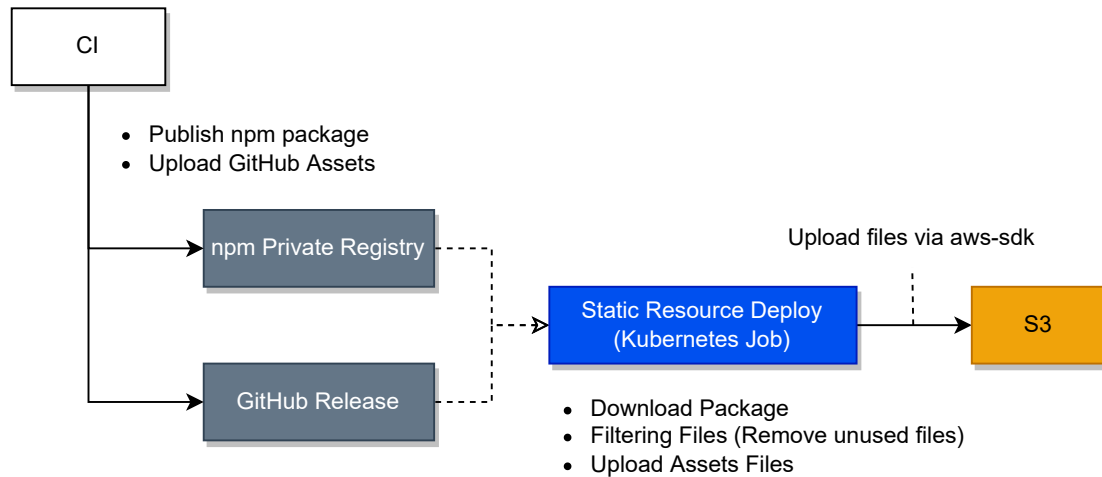 CI
• Publish npm package
• Upload GitHub Assets
npm Private Registry
Upload files via aws-sdk
Static Resource Deploy
(Kubernetes Job)
S3
GitHub Release
• Download Package
• Filtering Files (Remove unused files)
• Upload Assets Files